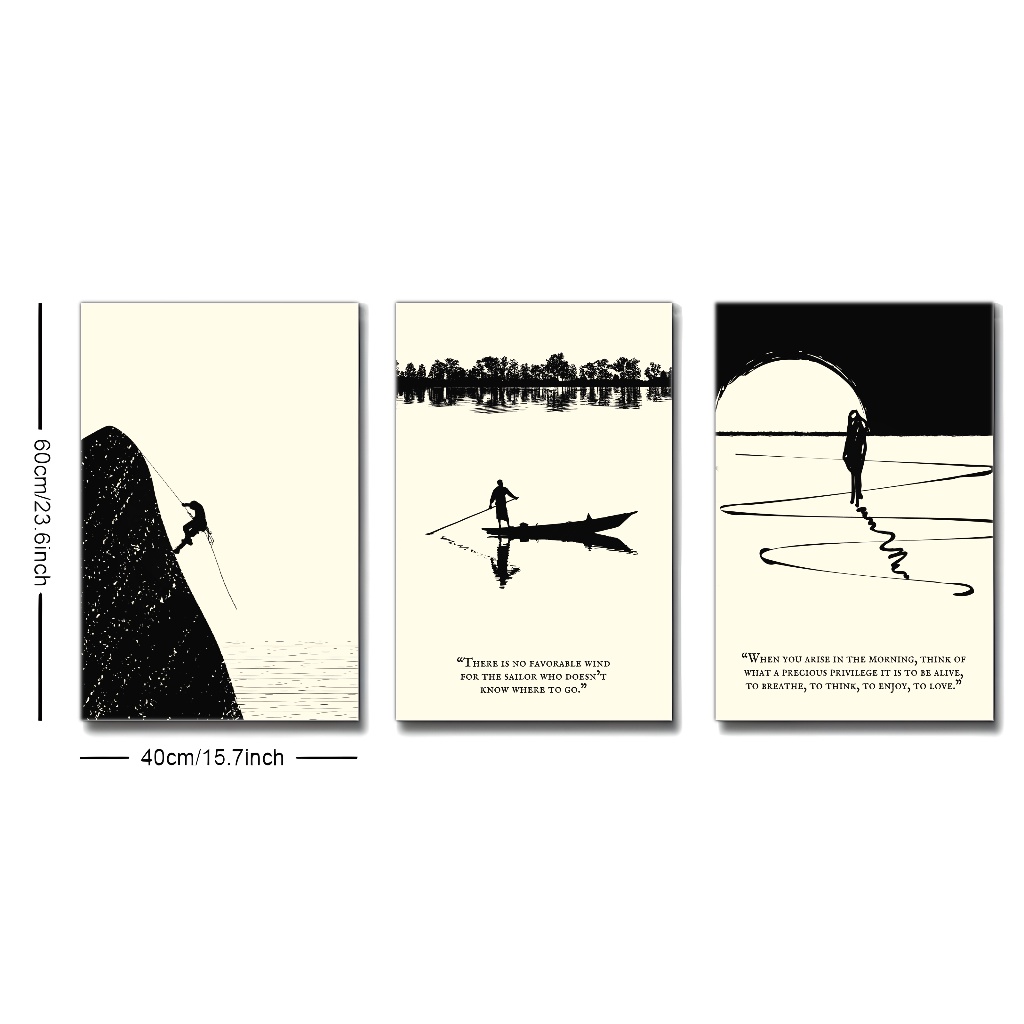 60cm/23.6inch
40cm/15.7inch
“There is no favorable wind
for the sailor who doesn't
know where to go.”
“When you arise in the morning, think of
what a precious privilege it is to be alive,
to breathe, to think, to enjoy, to love.”